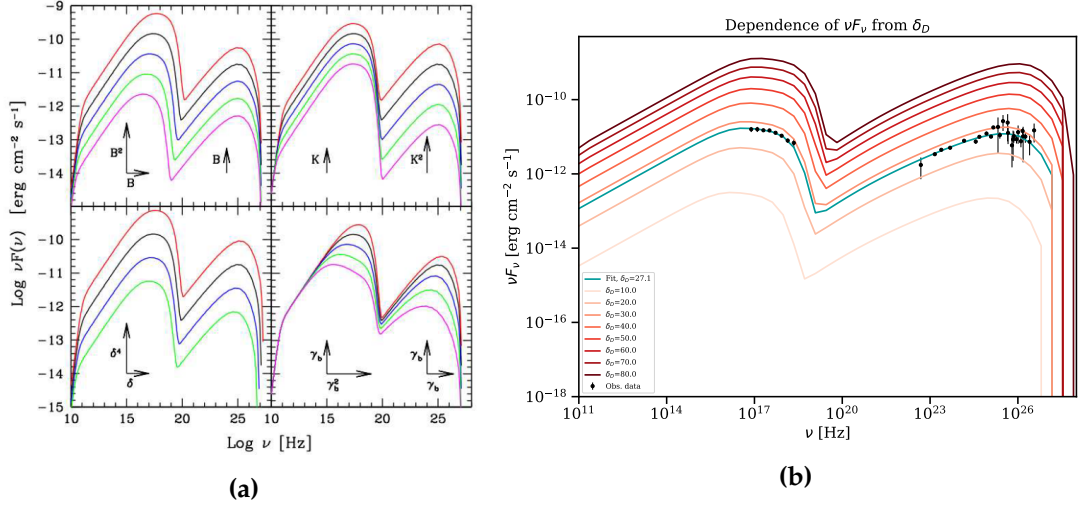 -9
-10
-11
-12
-13
-14
-10
-11
-12
-13
-14
-15
Log νF(ν) [erg cm⁻² s⁻¹]
B²
B
B
K
K²
δ⁴
δ
γb
γb²
γb
γb
10 15 20 25 10 15 20 25
Log ν [Hz]
(a)
Dependence of νFν from δD
10⁻¹⁰
10⁻¹²
10⁻¹⁴
10⁻¹⁶
10⁻¹⁸
νFν [erg cm⁻² s⁻¹]
Fit, δD=27.1
δD=10.0
δD=20.0
δD=30.0
δD=40.0
δD=50.0
δD=60.0
δD=70.0
δD=80.0
Obs. data
10¹¹ 10¹⁴ 10¹⁷ 10²⁰ 10²³ 10²⁶
ν [Hz]
(b)